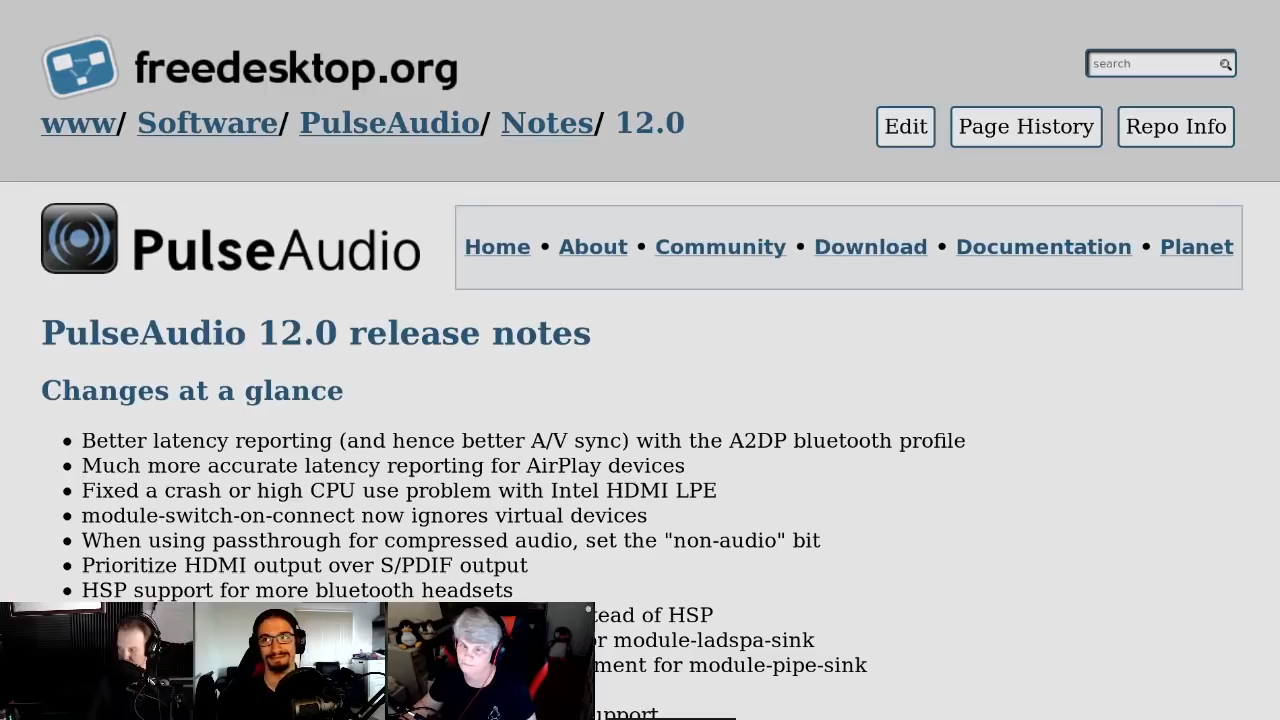 freedesktop.org
search
www/ Software/ PulseAudio/ Notes/ 12.0
Edit
Page History
Repo Info
PulseAudio
Home • About • Community • Download • Documentation • Planet
PulseAudio 12.0 release notes
Changes at a glance
• Better latency reporting (and hence better A/V sync) with the A2DP bluetooth profile
• Much more accurate latency reporting for AirPlay devices
• Fixed a crash or high CPU use problem with Intel HDMI LPE
• module-switch-on-connect now ignores virtual devices
• When using passthrough for compressed audio, set the "non-audio" bit
• Prioritize HDMI output over S/PDIF output
• HSP support for more bluetooth headsets
tead of HSP
or module-ladspa-sink
ment for module-pipe-sink
upport